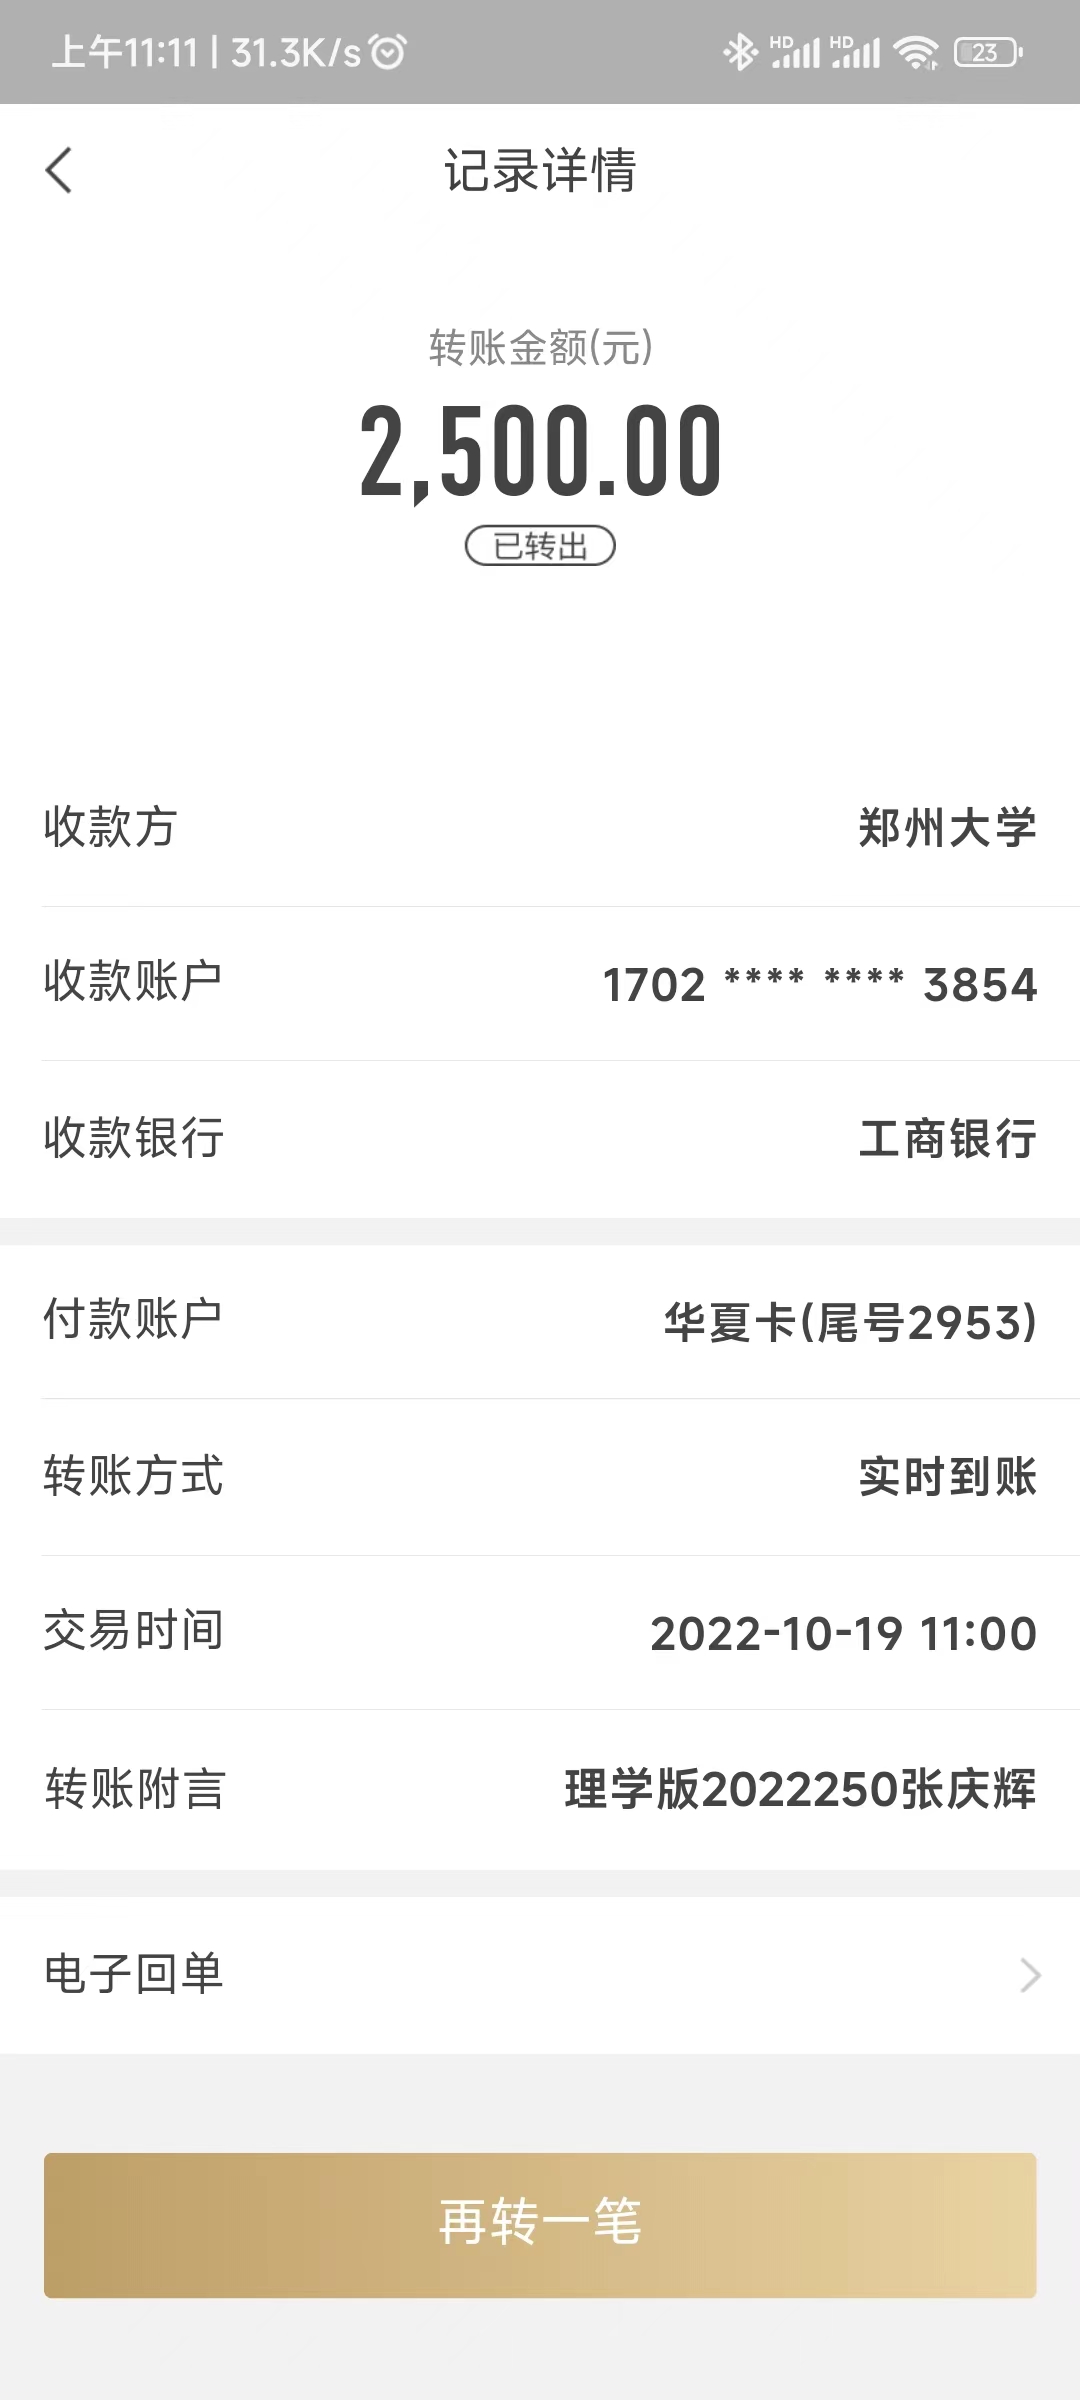 上午11:11 | 31.3K/s
HD HD 23
记录详情
转账金额(元)
2,500.00
已转出
收款方 郑州大学
收款账户 1702 **** **** 3854
收款银行 工商银行
付款账户 华夏卡(尾号2953)
转账方式 实时到账
交易时间 2022-10-19 11:00
转账附言 理学版2022250张庆辉
电子回单
再转一笔